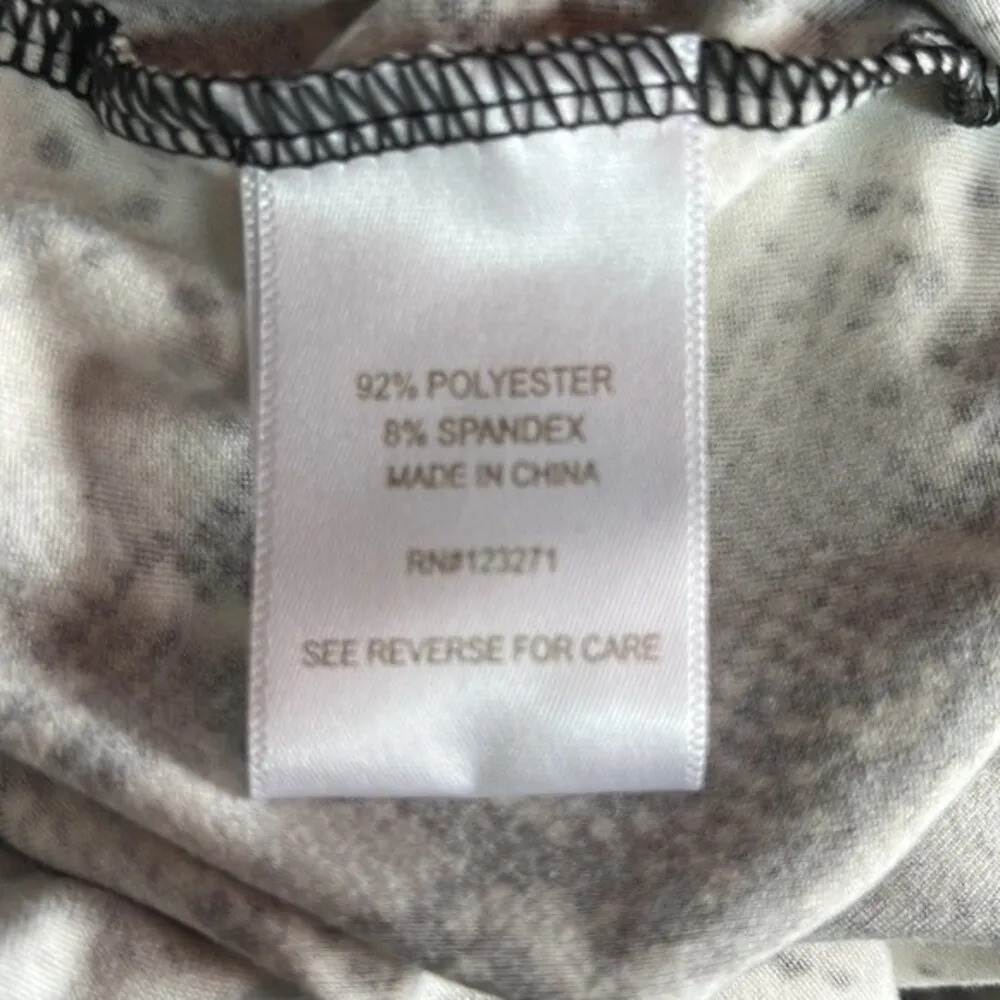 92% POLYESTER
8% SPANDEX
MADE IN CHINA
RN#123271
SEE REVERSE FOR CARE